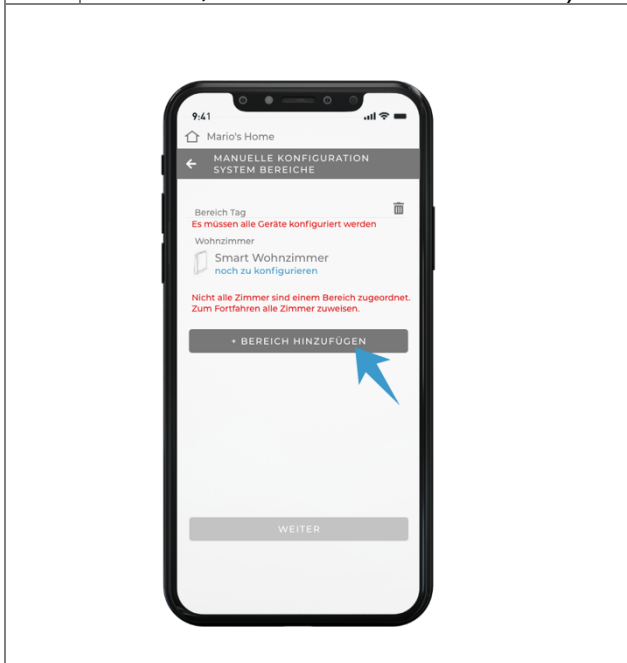 9:41
Mario's Home
MANUELLE KONFIGURATION
SYSTEM BEREICHE
Bereich Tag
Es müssen alle Geräte konfiguriert werden
Wohnzimmer
Smart Wohnzimmer
noch zu konfigurieren
Nicht alle Zimmer sind einem Bereich zugeordnet.
Zum Fortfahren alle Zimmer zuweisen.
+ BEREICH HINZUFÜGEN
WEITER